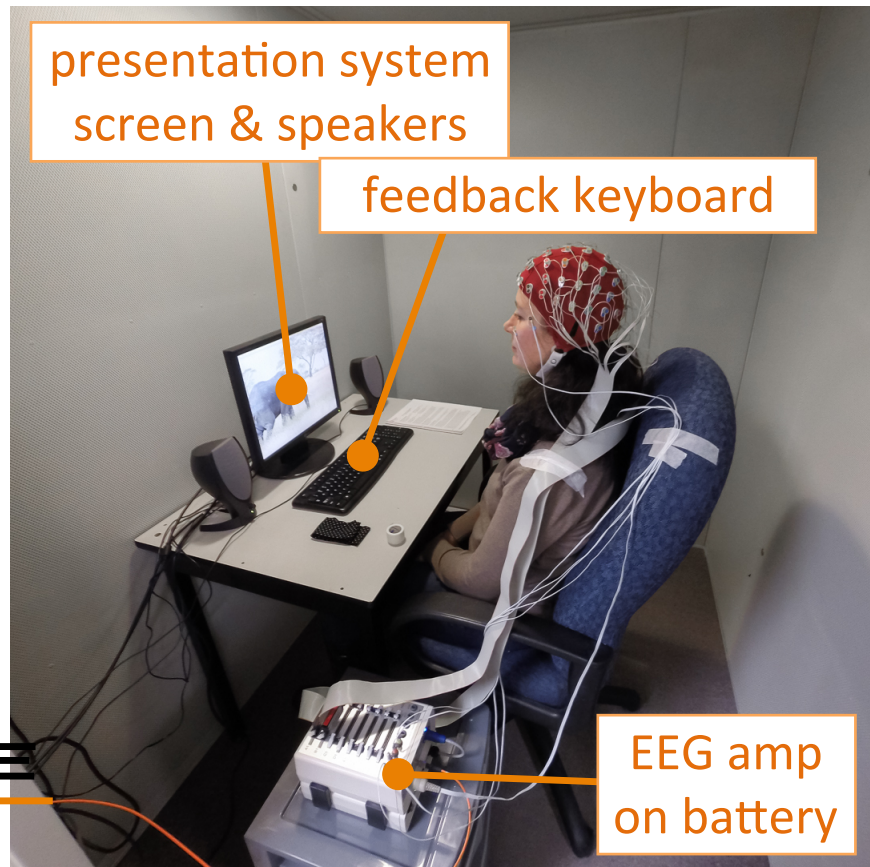 presentation system
screen & speakers
feedback keyboard
EEG amp
on battery